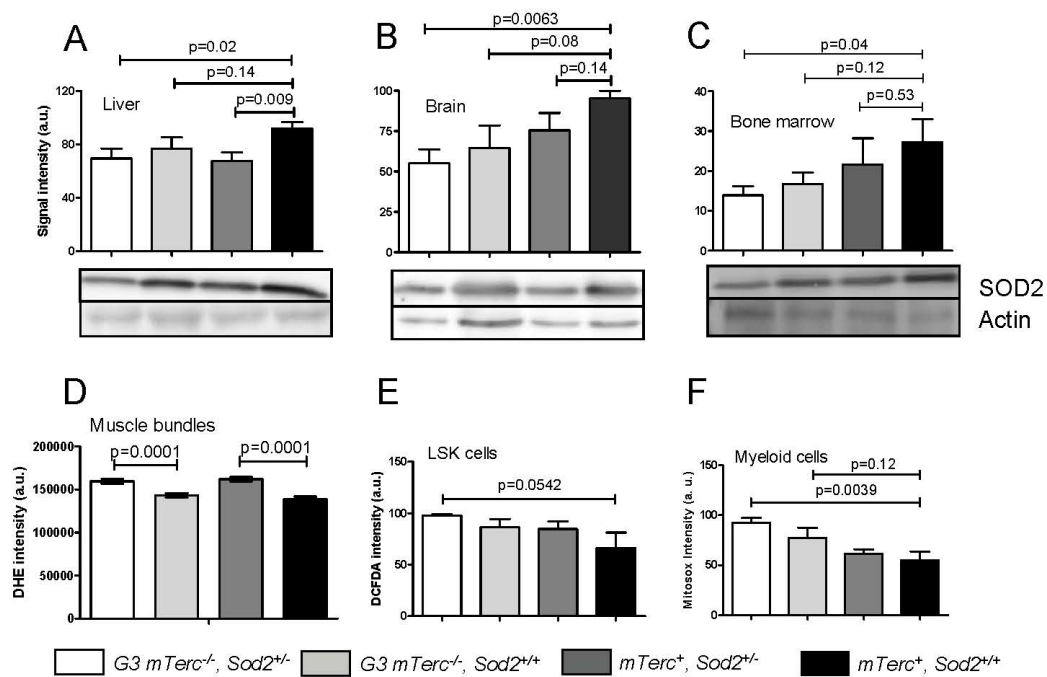 A
p=0.02
p=0.14
p=0.009
Liver
Signal intensity (a.u.)
120
80
40
0
B
p=0.0063
p=0.08
p=0.14
Brain
100
75
50
25
0
C
p=0.04
p=0.12
p=0.53
Bone marrow
40
30
20
10
0
SOD2
Actin
D
Muscle bundles
p=0.0001
p=0.0001
DHE intensity (a.u.)
200000
150000
100000
50000
0
E
LSK cells
p=0.0542
DCFDA intensity (a.u.)
150
100
50
0
F
Myeloid cells
p=0.12
p=0.0039
Mitosox Intensity (a. u.)
150
100
50
0
G3 mTerc-/-, Sod2+/-
G3 mTerc-/-, Sod2+/+
mTerc+, Sod2+/-
mTerc+, Sod2+/+